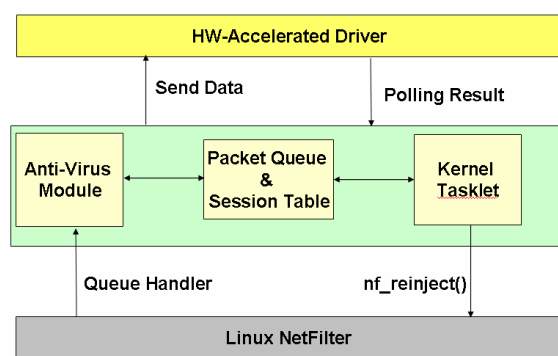 HW-Accelerated Driver
Send Data
Polling Result
Anti-Virus
Module
Packet Queue
&
Session Table
Kernel
Tasklet
Queue Handler
nf_reinject()
Linux NetFilter